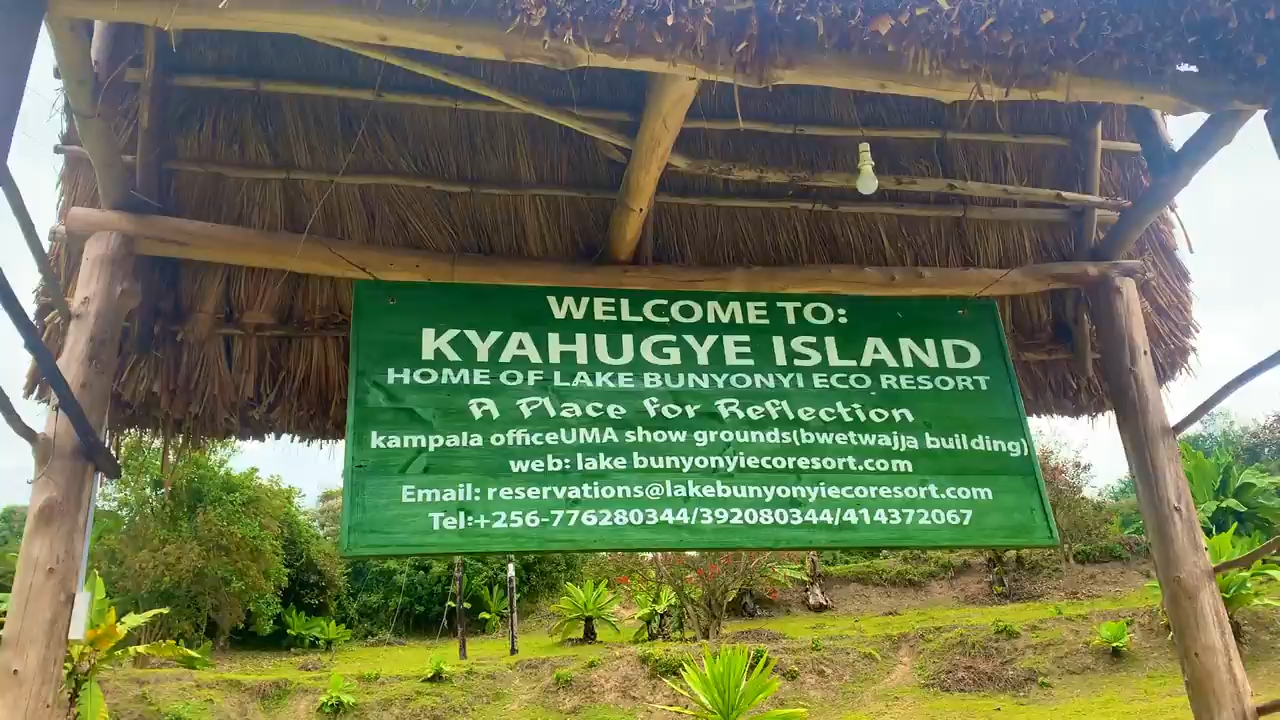 WELCOME TO:
KYAHUGYE ISLAND
HOME OF LAKE BUNYONYI ECO RESORT
A Place for Reflection
kampala officeUMA show grounds(bwetwajja building)
web: lake bunyonyiecoresort.com
Email: reservations@lakebunyonyiecoresort.com
Tel:+256-776280344/392080344/414372067